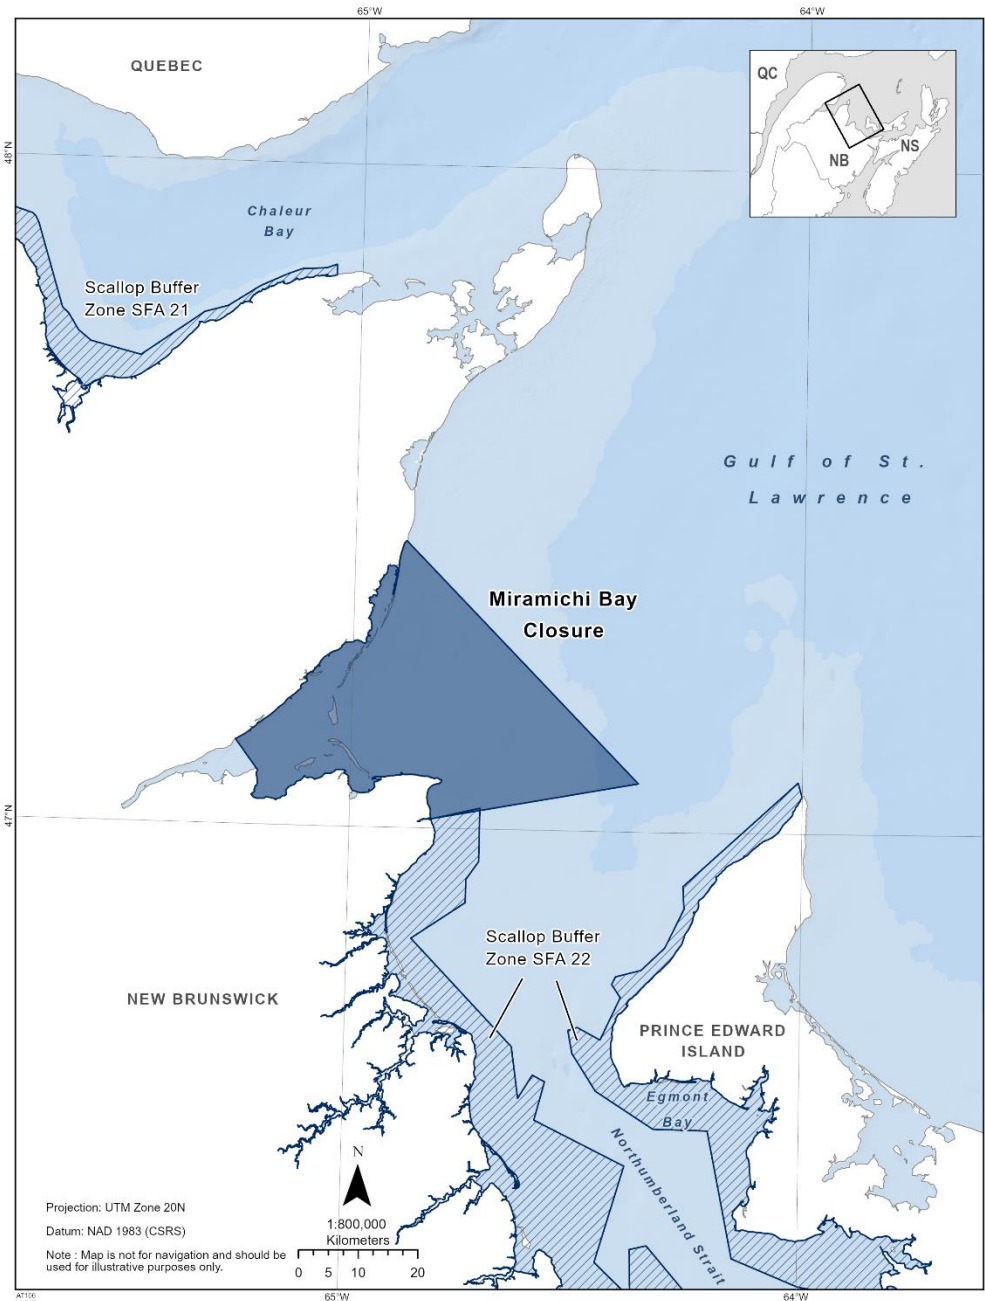 65°W
64°W
QUEBEC
QC
NB
NS
48°N
Chaleur
Bay
Scallop Buffer
Zone SFA 21
Gulf of St.
Lawrence
Miramichi Bay
Closure
47°N
Scallop Buffer
Zone SFA 22
NEW BRUNSWICK
PRINCE EDWARD
ISLAND
Egmont
Bay
Northumberland Strait
N
Projection: UTM Zone 20N
Datum: NAD 1983 (CSRS)
Note : Map is not for navigation and should be
used for illustrative purposes only.
1:800,000
Kilometers
0 5 10 20
AT106
65°W
64°W